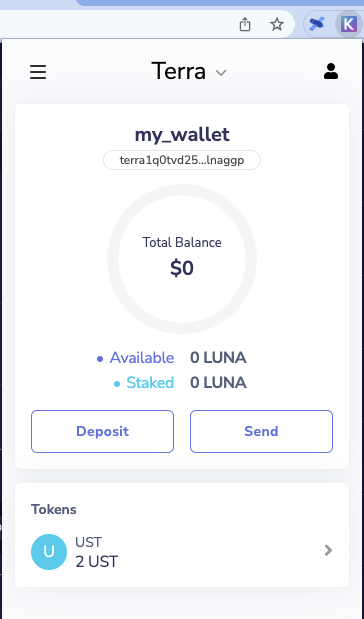 K
Terra
my_wallet
terra1q0tvd25...lnaggp
Total Balance
$0
Available 0 LUNA
Staked 0 LUNA
Deposit Send
Tokens
U
UST
2 UST